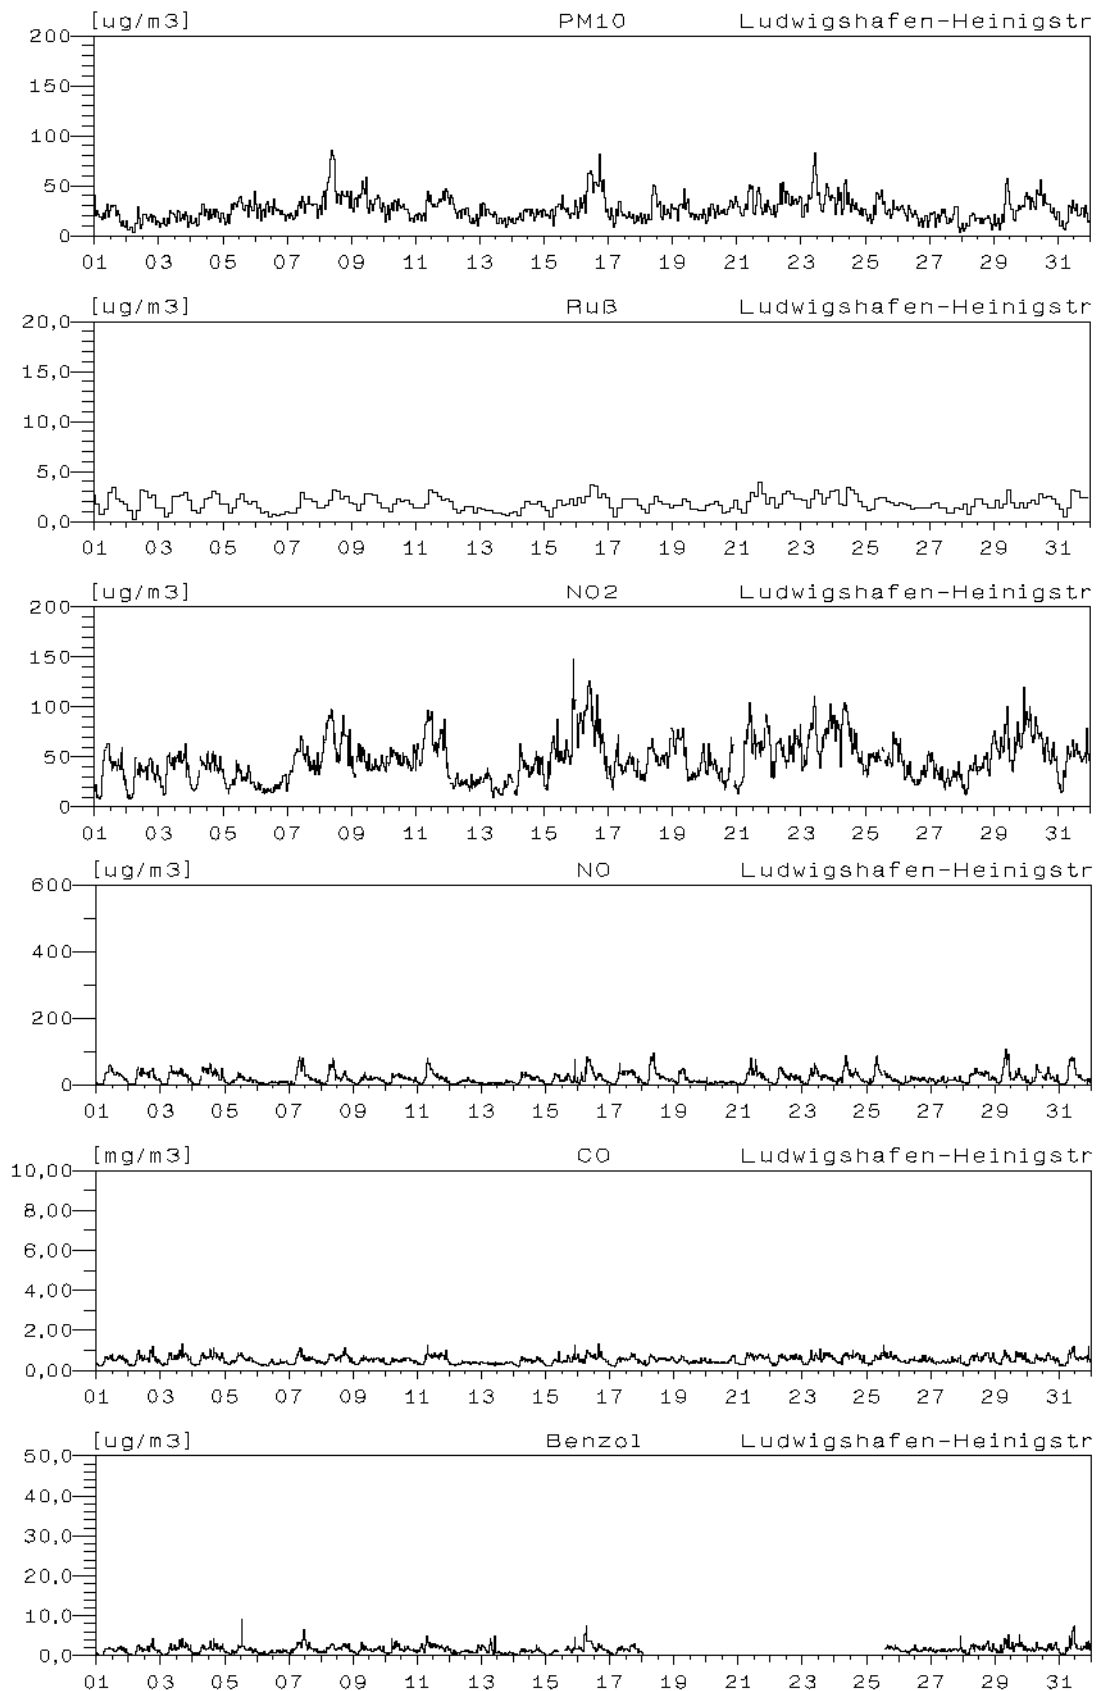 [ug/m3] PM10 Ludwigshafen-Heinigstr
200
150
100
50
0
01 03 05 07 09 11 13 15 17 19 21 23 25 27 29 31
[ug/m3] Ruß Ludwigshafen-Heinigstr
20,0
15,0
10,0
5,0
0,0
01 03 05 07 09 11 13 15 17 19 21 23 25 27 29 31
[ug/m3] NO2 Ludwigshafen-Heinigstr
200
150
100
50
0
01 03 05 07 09 11 13 15 17 19 21 23 25 27 29 31
[ug/m3] NO Ludwigshafen-Heinigstr
600
400
200
0
01 03 05 07 09 11 13 15 17 19 21 23 25 27 29 31
[mg/m3] CO Ludwigshafen-Heinigstr
10,00
8,00
6,00
4,00
2,00
0,00
01 03 05 07 09 11 13 15 17 19 21 23 25 27 29 31
[ug/m3] Benzol Ludwigshafen-Heinigstr
50,0
40,0
30,0
20,0
10,0
0,0
01 03 05 07 09 11 13 15 17 19 21 23 25 27 29 31